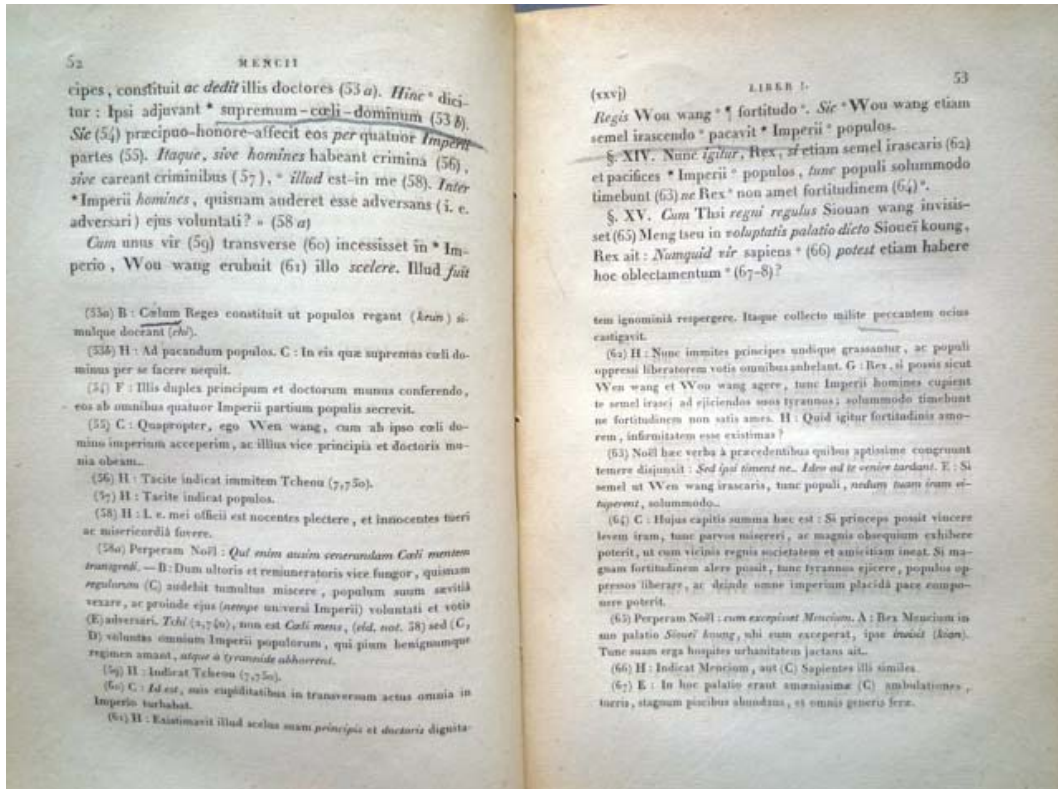 52
MENCII
cipes, constituit ac dedit illis doctores (53 a). Hinc ° dici-
tur : Ipsi adjuvant * supremum-cœli-dominum (53 b).
Sic (54) præcipuo-honore-affecit eos per quatuor Imperii
partes (55). Itaque, sive homines habeant crimina (56),
sive careant criminibus (57), ° illud est-in me (58). Inter
*Imperii homines, quisnam auderet esse adversans (i. e.
adversari) ejus voluntati? » (58 a)
Cum unus vir (59) transverse (60) incessisset in * Im-
perio, Wou wang erubuit (61) illo scelere. Illud fuit
(53a) B : Cœlum Reges constituit ut populos regant (keun) si-
mulque doceant (chi).
(53b) H : Ad pacandum populos. C : In eis quæ supremus cœli do-
minus per se facere nequit.
(54) F : Illis duplex principum et doctorum munus conferendo,
eos ab omnibus quatuor Imperii partium populis secrevit.
(55) C : Quapropter, ego Wen wang, cum ab ipso cœli do-
mino imperium acceperim, ac illius vice principis et doctoris mu-
nia obeam..
(56) H : Tacite indicat immitem Tcheou (7,750).
(57) H : Tacite indicat populos.
(58) H : I. e. mei officii est nocentes plectere, et innocentes tueri
ac misericordiâ fovere.
(58a) Perperam Noël : Qui enim ausim venerandam Cœli mentem
transgredi. — B : Dum ultoris et remuneratoris vice fungor, quisnam
regulorum (C) audebit tumultus miscere, populum suum sævitiâ
vexare, ac proinde ejus (nempe universi Imperii) voluntati et votis
(E) adversari. Tchi (2,740), non est Cœli mens, (vid. not. 38) sed (C,
D) voluntas omnium Imperii populorum, qui pium benignumque
regimen amant, atque à tyrannide abhorrent.
(59) H : Indicat Tcheou (7,750).
(60) C : Id est, suis cupiditatibus in transversum actus omnia in
Imperio turbabat.
(61) H : Existimavit illud scelus suam principis et doctoris dignita-
(xxvj)
LIBER I.
53
Regis Wou wang * ¶ fortitudo °. Sic °Wou wang etiam
semel irascendo ° pacavit * Imperii ° populos.
§. XIV. Nunc igitur, Rex, si etiam semel irascaris (62)
et pacifices * Imperii ° populos, tunc populi solummodo
timebunt (63) ne Rex ° non amet fortitudinem (64) °.
§. XV. Cum Thsi regni regulus Siouan wang invisis-
set (65) Meng tseu in voluptatis palatio dicto Sioueï koung,
Rex ait : Numquid vir sapiens ° (66) potest etiam habere
hoc oblectamentum ° (67-8)?
tem ignominiâ respergere. Itaque collecto milite peccantem ocius
castigavit.
(62) H : Nunc immites principes undique grassantur, ac populi
oppressi liberatorem votis omnibus anhelant. G : Rex, si possis sicut
Wen wang et Wou wang agere, tunc Imperii homines cupient
te semel irasci ad ejiciendos suos tyrannos; solummodo timebunt
ne fortitudinem non satis ames. H : Quid igitur fortitudinis amo-
rem, infirmitatem esse existimas?
(63) Noël hæc verba à præcedentibus quibus aptissime congruunt
temere disjunxit : Sed ipsi timent ne.. Ideo ad te venire tardant. E : Si
semel ut Wen wang irascaris, tunc populi, nedum tuam iram vi-
tuperent, solummodo..
(64) C : Hujus capitis summa hæc est : Si princeps possit vincere
levem iram, tunc parvos misereri, ac magnis obsequium exhibere
poterit, ut cum vicinis regnis societatem et amicitiam ineat. Si ma-
gnam fortitudinem alere possit, tunc tyrannos ejicere, populos op-
pressos liberare, ac deinde omne imperium placidâ pace compo-
nere poterit.
(65) Perperam Noël : cum excepisset Mencium. A : Rex Mencium in
suo palatio Siouei koung, ubi eum exceperat, ipse invisit (kian).
Tunc suam erga hospites urbanitatem jactans ait..
(66) H : Indicat Mencium, aut (C) Sapientes illi similes.
(67) E : In hoc palatio erant amœnissimæ (C) ambulationes,
turris, stagnum piscibus abundans, et omnis generis feræ.